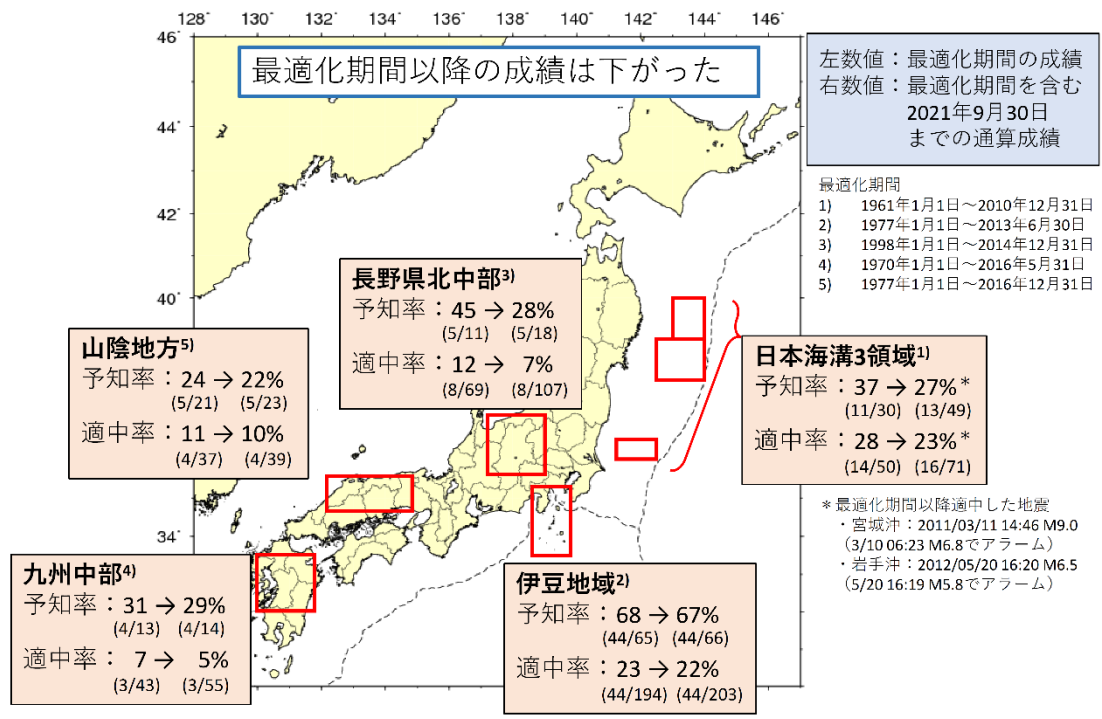 128° 130° 132° 134° 136° 138° 140° 142° 144° 146°
46°
44°
42°
40°
34°
最適化期間以降の成績は下がった
左数値：最適化期間の成績
右数値：最適化期間を含む
2021年9月30日
までの通算成績
最適化期間
1) 1961年1月1日～2010年12月31日
2) 1977年1月1日～2013年6月30日
3) 1998年1月1日～2014年12月31日
4) 1970年1月1日～2016年5月31日
5) 1977年1月1日～2016年12月31日
長野県北中部3)
予知率：45 → 28%
(5/11) (5/18)
適中率：12 → 7%
(8/69) (8/107)
山陰地方5)
予知率：24 → 22%
(5/21) (5/23)
適中率：11 → 10%
(4/37) (4/39)
日本海溝3領域1)
予知率：37 → 27%*
(11/30) (13/49)
適中率：28 → 23%*
(14/50) (16/71)
＊最適化期間以降適中した地震
・宮城沖：2011/03/11 14:46 M9.0
（3/10 06:23 M6.8でアラーム）
・岩手沖：2012/05/20 16:20 M6.5
（5/20 16:19 M5.8でアラーム）
九州中部4)
予知率：31 → 29%
(4/13) (4/14)
適中率： 7 → 5%
(3/43) (3/55)
伊豆地域2)
予知率：68 → 67%
(44/65) (44/66)
適中率：23 → 22%
(44/194) (44/203)